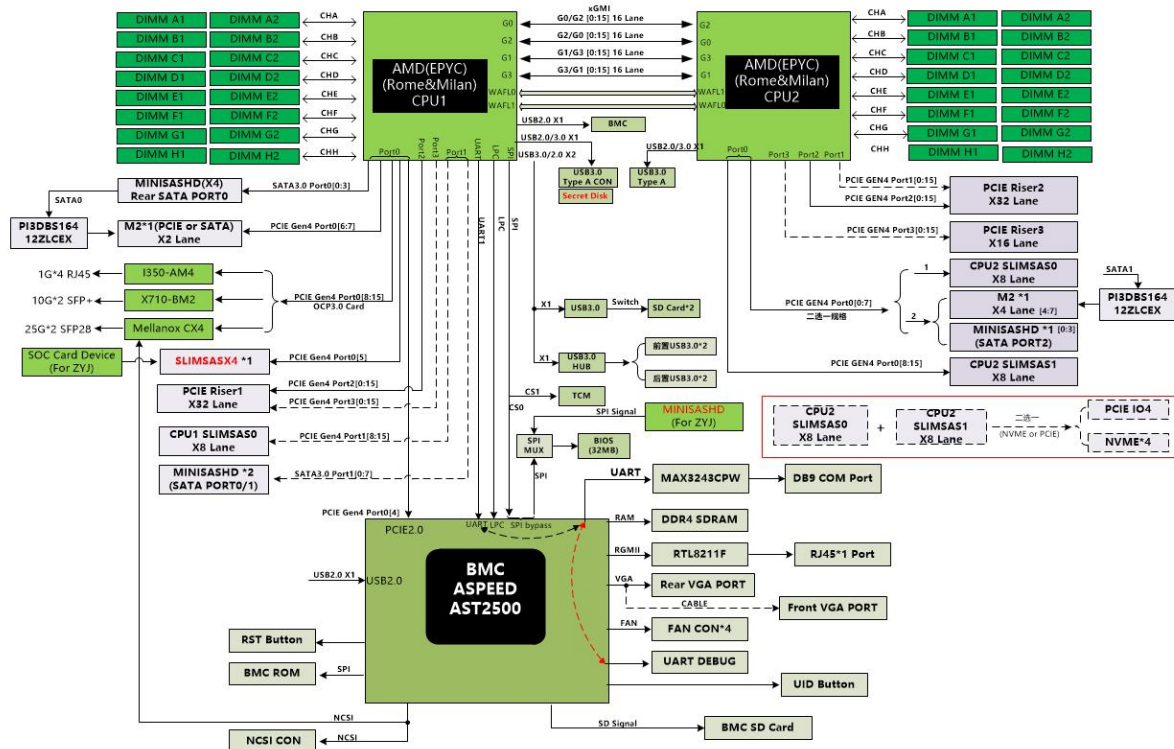 xGMI
DIMM A1 DIMM A2 CHA
DIMM B1 DIMM B2 CHB
DIMM C1 DIMM C2 CHC
DIMM D1 DIMM D2 CHD
DIMM E1 DIMM E2 CHE
DIMM F1 DIMM F2 CHF
DIMM G1 DIMM G2 CHG
DIMM H1 DIMM H2 CHH
AMD(EPYC)
(Rome&Milan)
CPU1
G0
G2
G1
G3
WAFL0
WAFL1
G0/G2 [0:15] 16 Lane
G2/G0 [0:15] 16 Lane
G1/G3 [0:15] 16 Lane
G3/G1 [0:15] 16 Lane
G2
G0
G3
G1
WAFL1
WAFL0
AMD(EPYC)
(Rome&Milan)
CPU2
CHA DIMM A1 DIMM A2
CHB DIMM B1 DIMM B2
CHC DIMM C1 DIMM C2
CHD DIMM D1 DIMM D2
CHE DIMM E1 DIMM E2
CHF DIMM F1 DIMM F2
CHG DIMM G1 DIMM G2
CHH DIMM H1 DIMM H2
Port0
Port2
Port3
Port1
UART
LPC
SPI
USB2.0 X1
BMC
USB2.0/3.0 X1
USB3.0/2.0 X2
USB3.0
Type A CON
Secret Disk
USB2.0/3.0 X1
USB3.0
Type A
Port0
Port3
Port2
Port1
SATA0
MINISASHD(X4)
Rear SATA PORT0
SATA3.0 Port0[0:3]
PI3DBS164
12ZLCEX
M2*1(PCIE or SATA)
X2 Lane
PCIE Gen4 Port0[6:7]
1G*4 RJ45
I350-AM4
10G*2 SFP+
X710-BM2
25G*2 SFP28
Mellanox CX4
PCIE Gen4 Port0[8:15]
OCP3.0 Card
SOC Card Device
(For ZYJ)
SLIMSASX4 *1
PCIE Gen4 Port0[5]
PCIE Riser1
X32 Lane
PCIE Gen4 Port2[0:15]
PCIE Gen4 Port3[0:15]
CPU1 SLIMSAS0
X8 Lane
PCIE Gen4 Port1[8:15]
MINISASHD *2
(SATA PORT0/1)
SATA3.0 Port1[0:7]
PCIE Gen4 Port0[4]
UART1
LPC
SPI
X1
USB3.0
Switch
SD Card*2
X1
USB3.0
HUB
前置USB3.0*2
后置USB3.0*2
CS1
TCM
CS0
SPI Signal
MINISASHD
(For ZYJ)
SPI
MUX
BIOS
(32MB)
SPI
PCIE GEN4 Port1[0:15]
PCIE GEN4 Port2[0:15]
PCIE Riser2
X32 Lane
PCIE GEN4 Port3[0:15]
PCIE Riser3
X16 Lane
PCIE GEN4 Port0[0:7]
二选一规格
1
2
CPU2 SLIMSAS0
X8 Lane
M2 *1
X4 Lane [4:7]
MINISASHD *1 [0:3]
(SATA PORT2)
SATA1
PI3DBS164
12ZLCEX
PCIE GEN4 Port0[8:15]
CPU2 SLIMSAS1
X8 Lane
CPU2
SLIMSAS0
X8 Lane
+
CPU2
SLIMSAS1
X8 Lane
二选一
(NVME or PCIE)
PCIE IO4
NVME*4
PCIE2.0
UART LPC SPI bypass
USB2.0 X1
USB2.0
BMC
ASPEED
AST2500
UART
MAX3243CPW
DB9 COM Port
RAM
DDR4 SDRAM
RGMII
RTL8211F
RJ45*1 Port
VGA
Rear VGA PORT
CABLE
Front VGA PORT
FAN
FAN CON*4
UART DEBUG
UID Button
RST Button
BMC ROM
SPI
NCSI
NCSI CON
NCSI
SD Signal
BMC SD Card